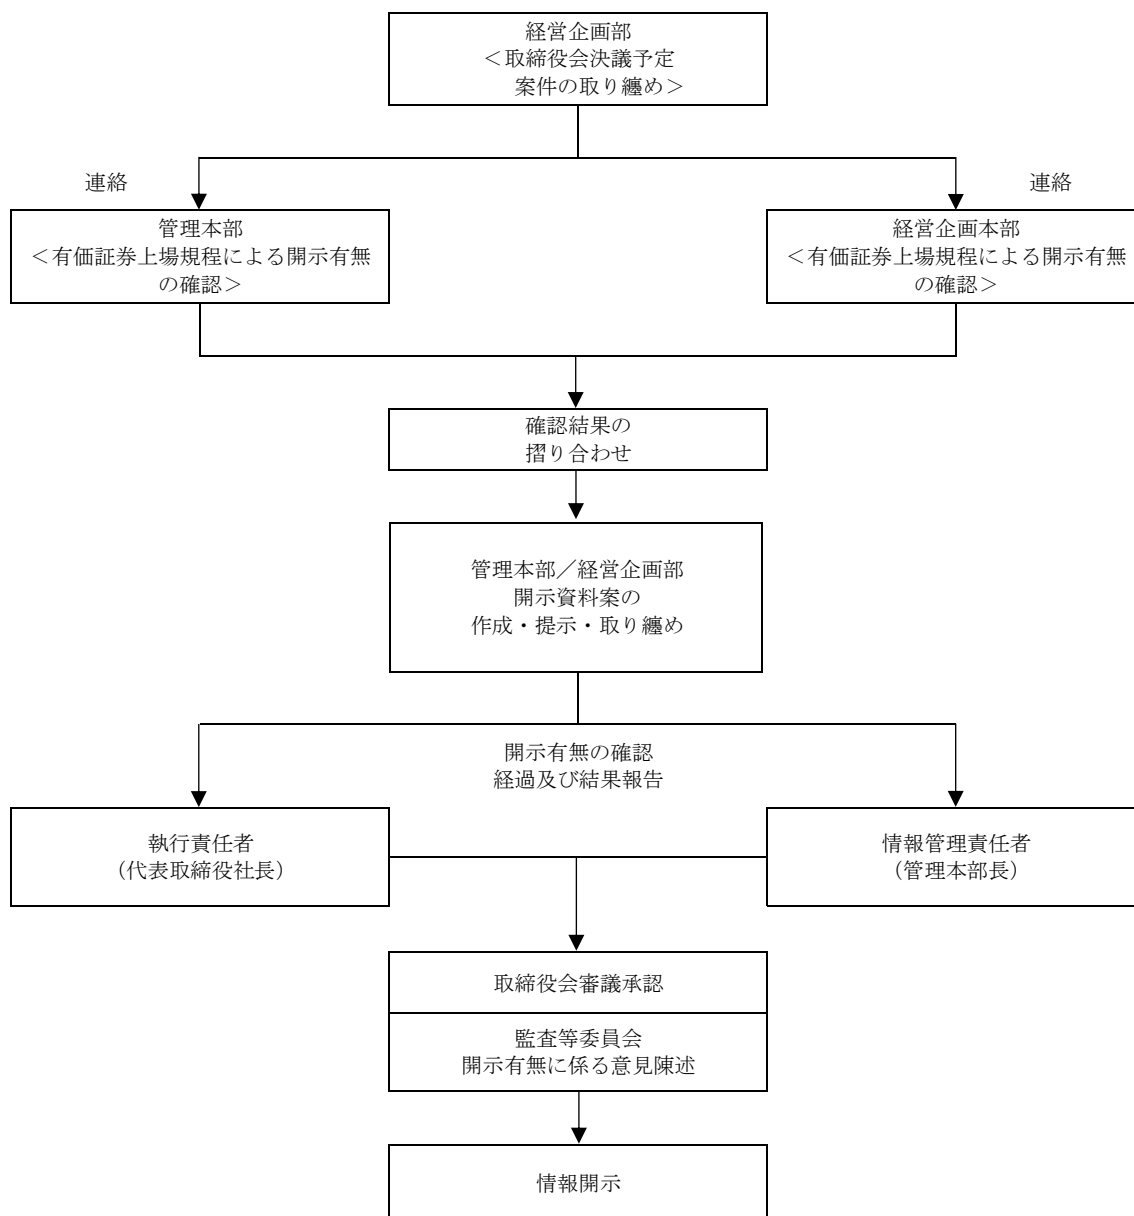 経営企画部
＜取締役会決議予定
案件の取り纏め＞
連絡
連絡
管理本部
＜有価証券上場規程による開示有無
の確認＞
経営企画本部
＜有価証券上場規程による開示有無
の確認＞
確認結果の
摺り合わせ
管理本部／経営企画部
開示資料案の
作成・提示・取り纏め
開示有無の確認
経過及び結果報告
執行責任者
（代表取締役社長）
情報管理責任者
（管理本部長）
取締役会審議承認
監査等委員会
開示有無に係る意見陳述
情報開示